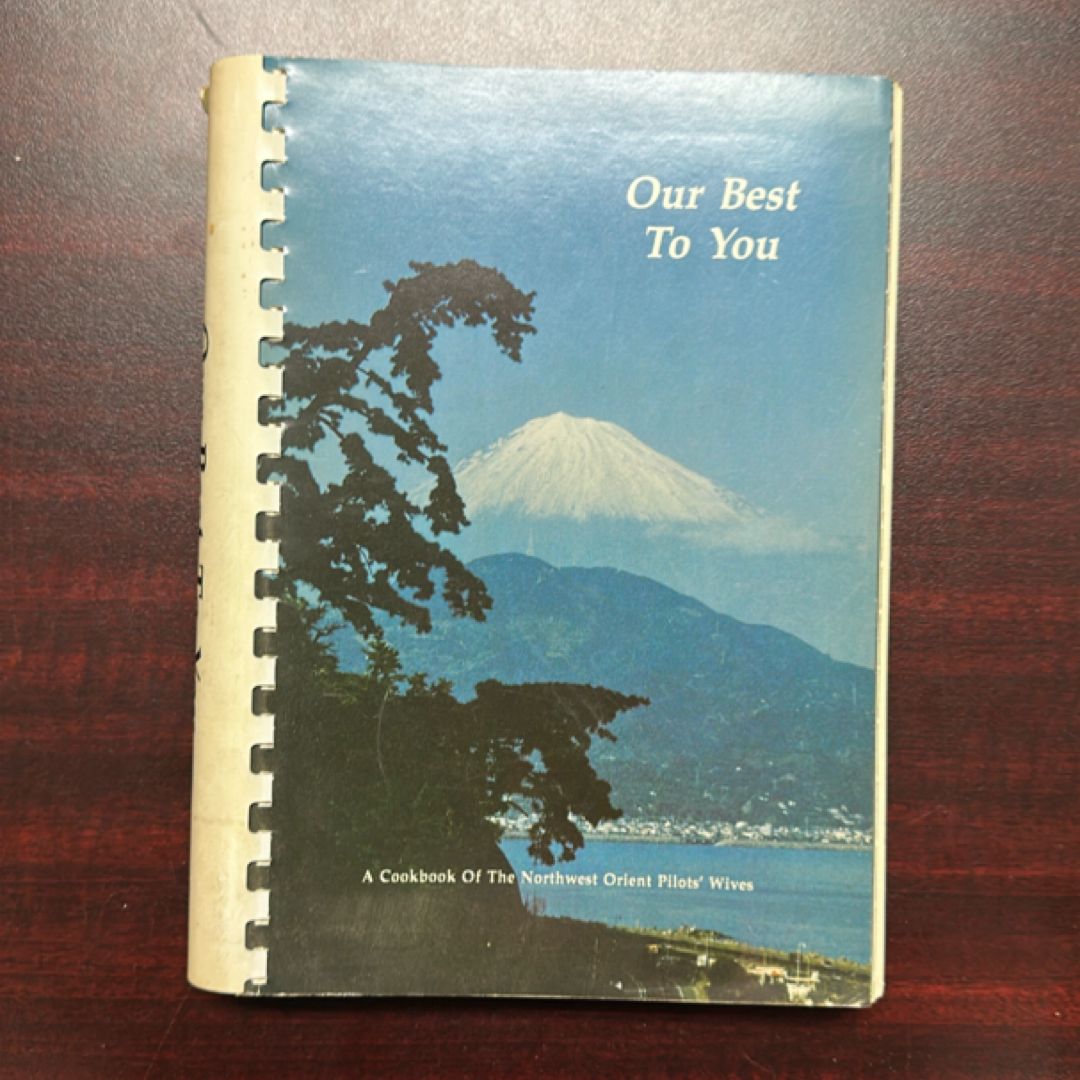 Our Best
To You
A Cookbook Of The Northwest Orient Pilots' Wives